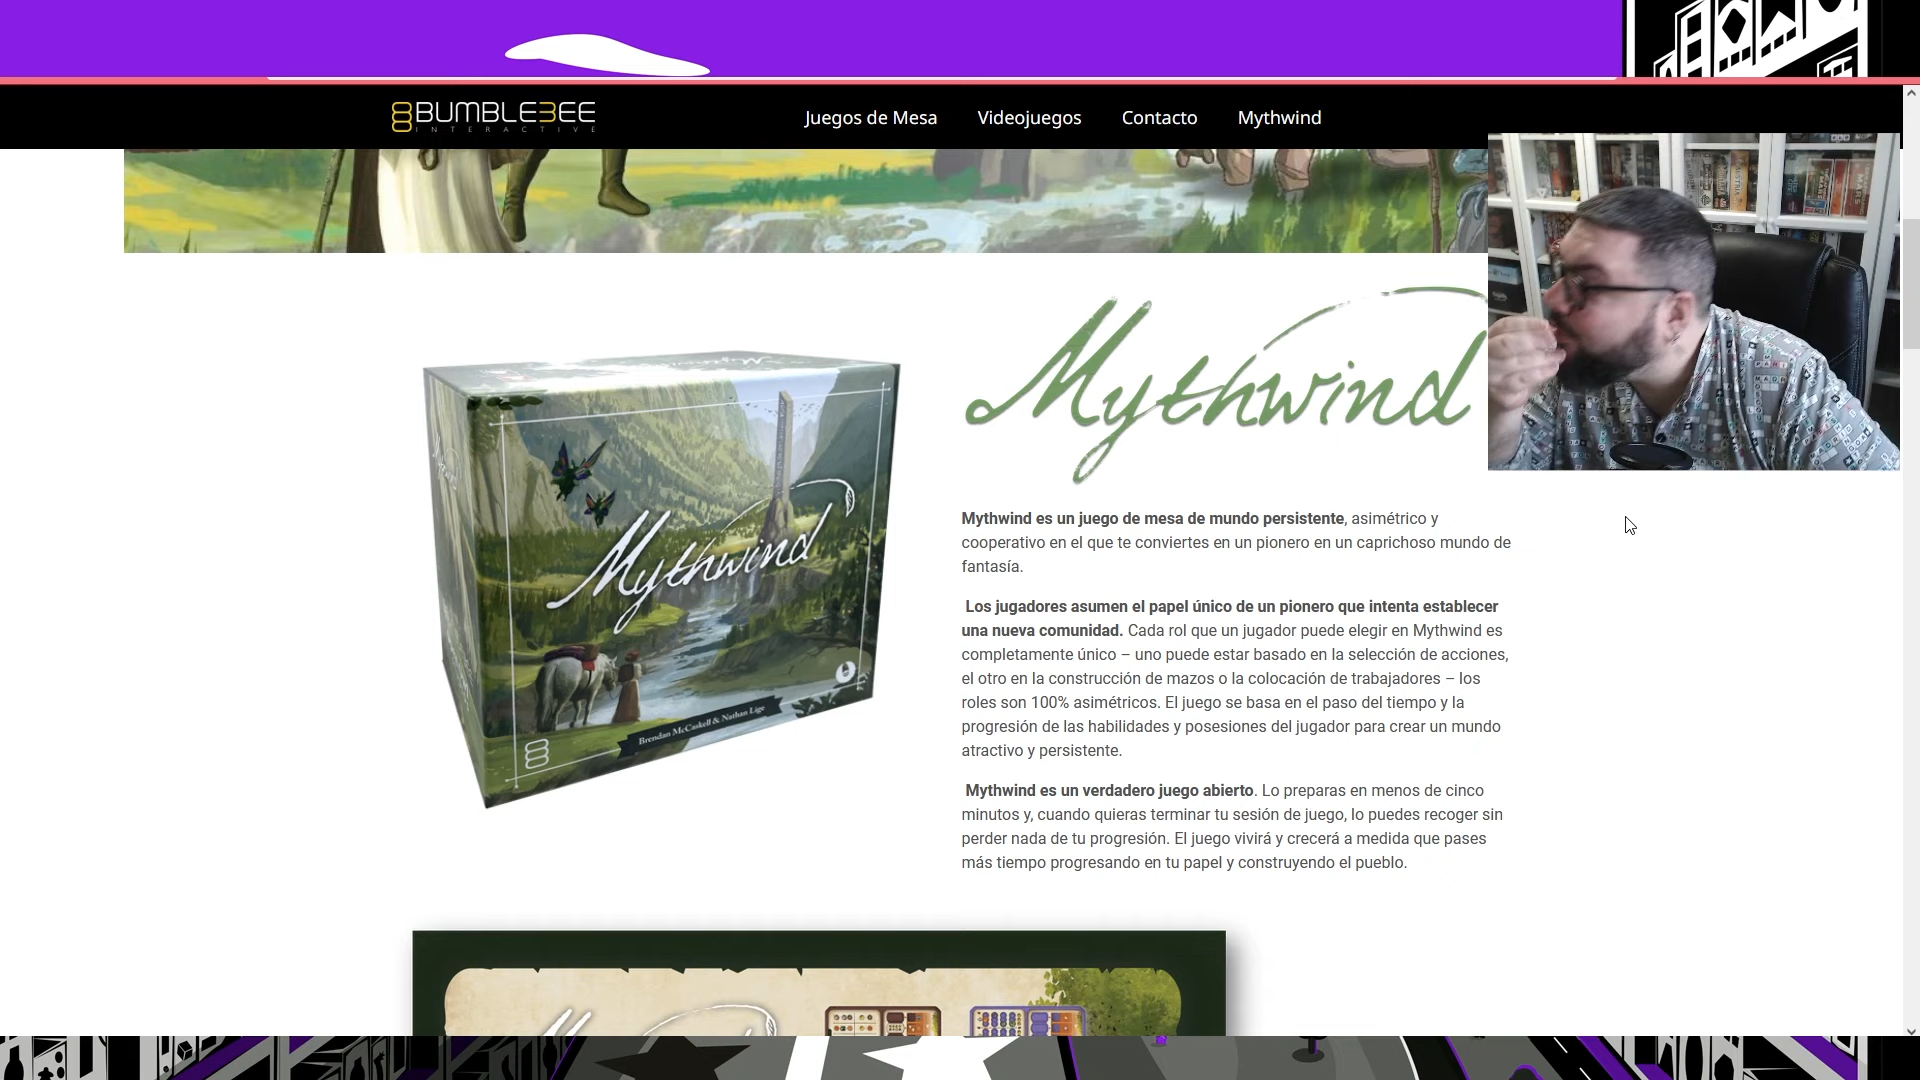 BUMBLEBEE
INTERACTIVE
Juegos de Mesa
Videojuegos
Contacto
Mythwind
Mythwind
Mythwind
Brendan McCaskell & Nathan Lige
Mythwind es un juego de mesa de mundo persistente, asimétrico y
cooperativo en el que te conviertes en un pionero en un caprichoso mundo de
fantasía.
Los jugadores asumen el papel único de un pionero que intenta establecer
una nueva comunidad. Cada rol que un jugador puede elegir en Mythwind es
completamente único – uno puede estar basado en la selección de acciones,
el otro en la construcción de mazos o la colocación de trabajadores – los
roles son 100% asimétricos. El juego se basa en el paso del tiempo y la
progresión de las habilidades y posesiones del jugador para crear un mundo
atractivo y persistente.
Mythwind es un verdadero juego abierto. Lo preparas en menos de cinco
minutos y, cuando quieras terminar tu sesión de juego, lo puedes recoger sin
perder nada de tu progresión. El juego vivirá y crecerá a medida que pases
más tiempo progresando en tu papel y construyendo el pueblo.